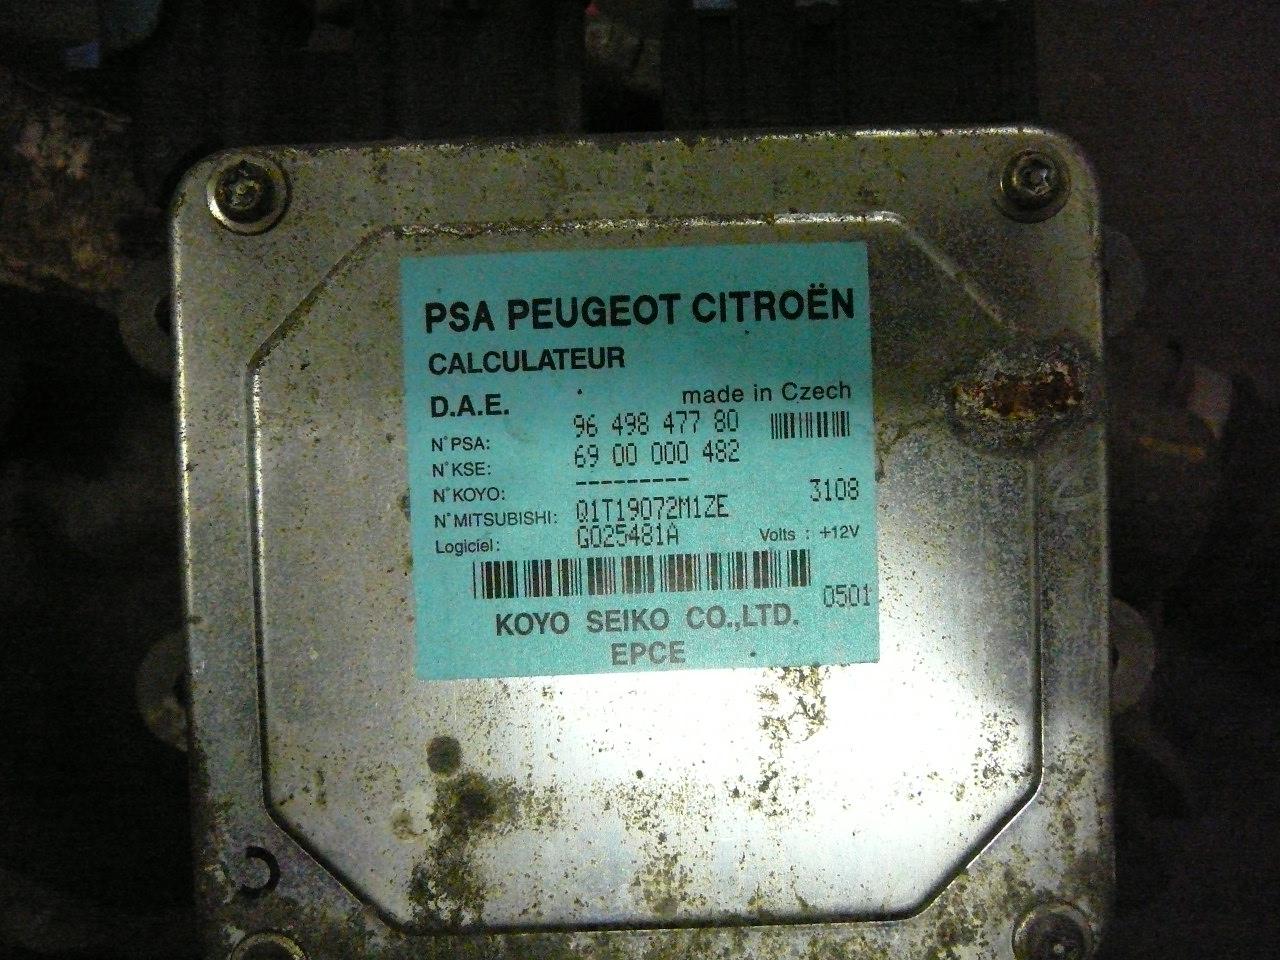 PSA PEUGEOT CITROËN
CALCULATEUR
D.A.E. made in Czech
N°PSA: 96 498 477 80
N°KSE: 69 00 000 482
N°KOYO: --------- 3108
N°MITSUBISHI: Q1T19072M1ZE
Logiciel: G025481A Volts : +12V
0501
KOYO SEIKO CO.,LTD.
EPCE